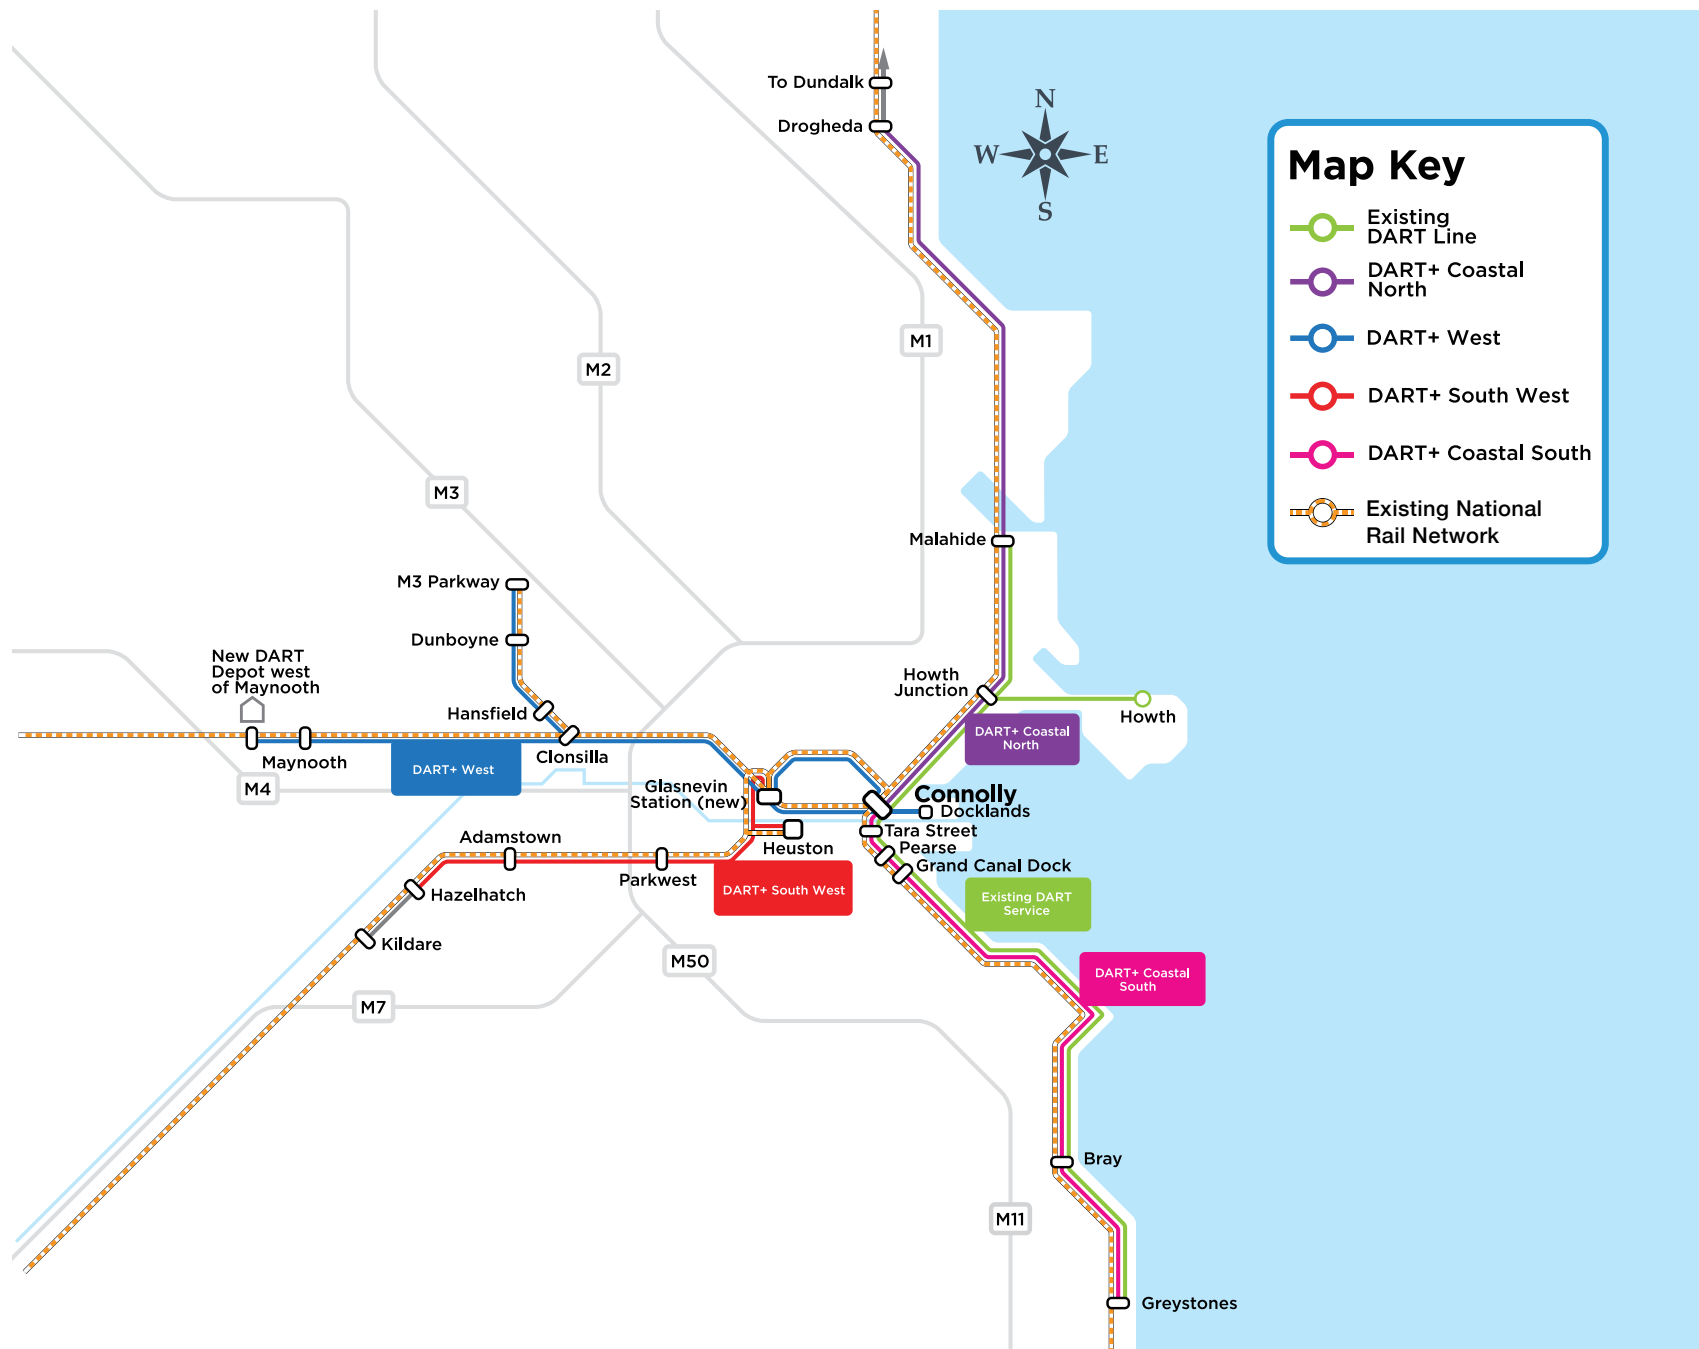 To Dundalk
Drogheda
N
W
E
S
Map Key
Existing
DART Line
DART+ Coastal
North
DART+ West
DART+ South West
DART+ Coastal South
Existing National
Rail Network
M1
M2
M3
Malahide
M3 Parkway
Dunboyne
New DART
Depot west
of Maynooth
Hansfield
Howth
Junction
Howth
DART+ Coastal
North
Maynooth
DART+ West
Clonsilla
M4
Glasnevin
Station (new)
Connolly
Docklands
Tara Street
Pearse
Grand Canal Dock
Adamstown
Heuston
Parkwest
DART+ South West
Existing DART
Service
Hazelhatch
Kildare
M50
DART+ Coastal
South
M7
Bray
M11
Greystones